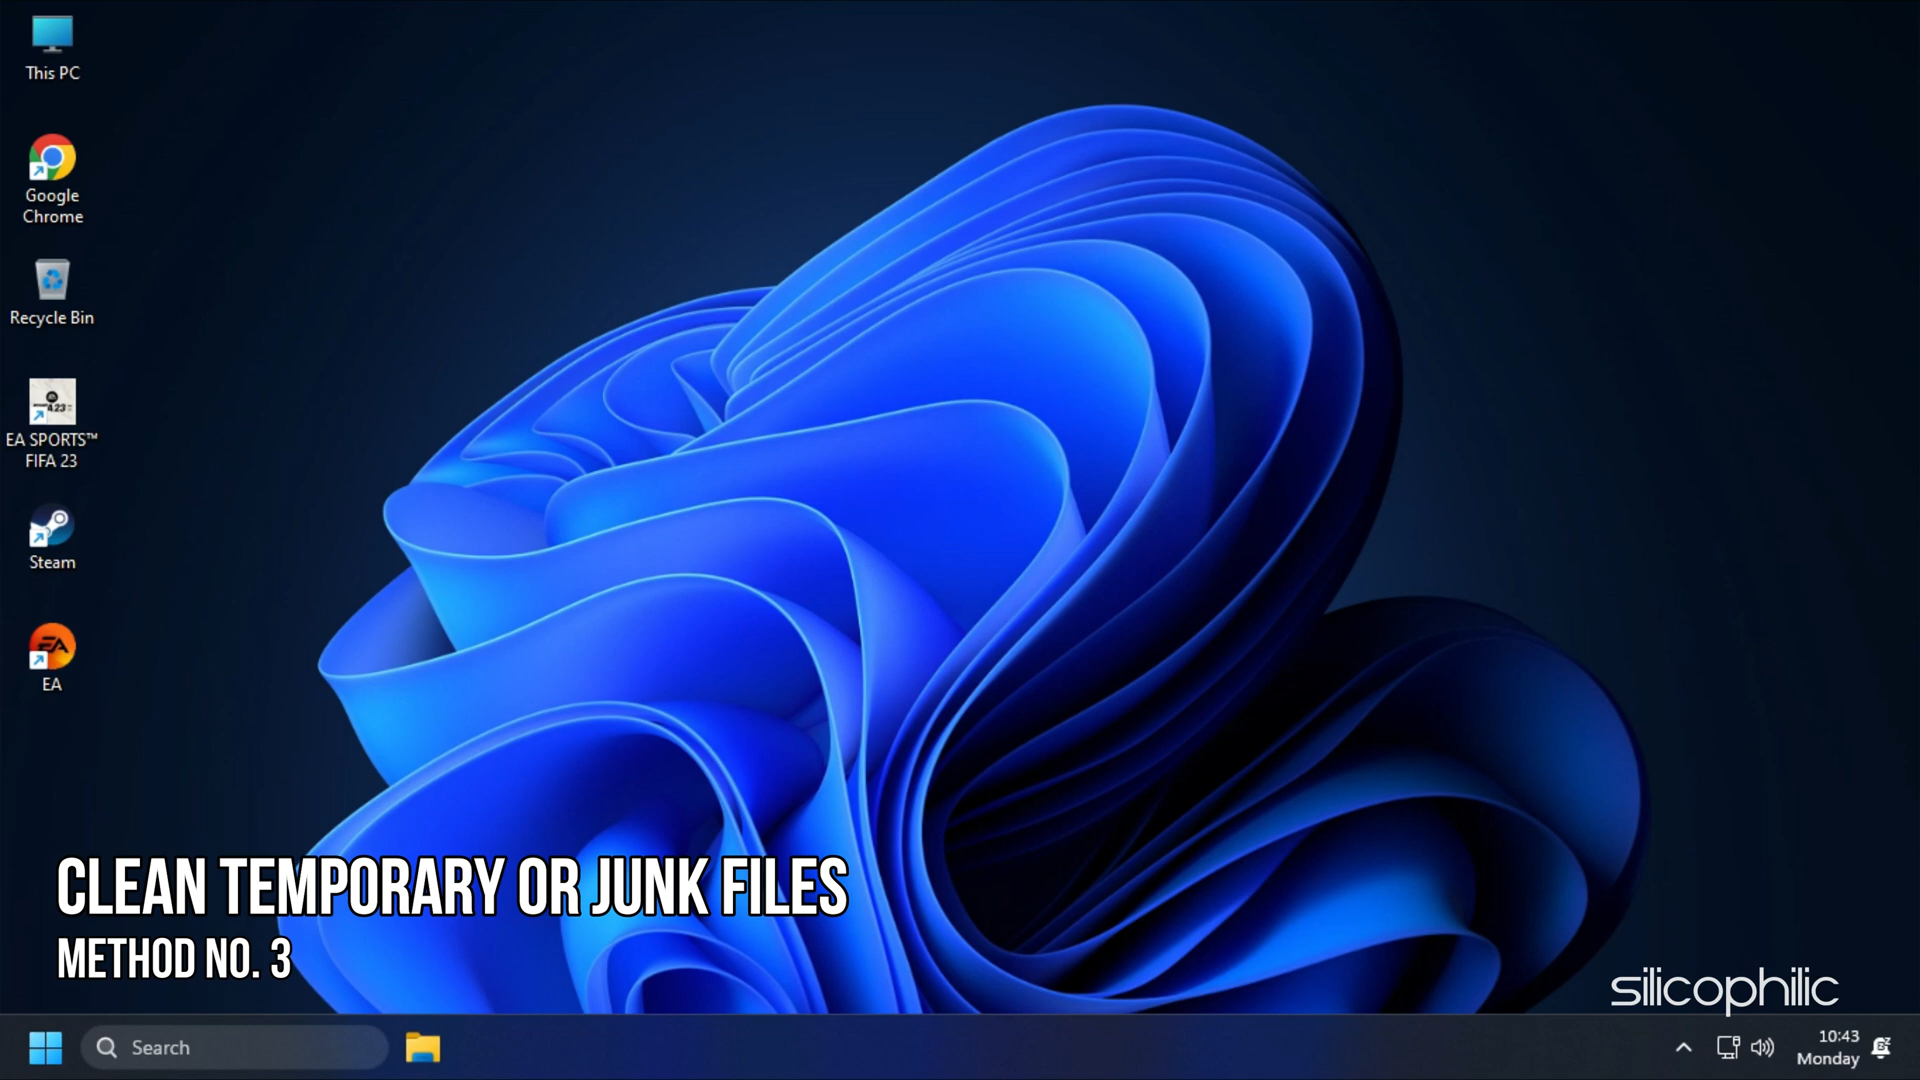 This PC
Google
Chrome
Recycle Bin
EA SPORTS™
FIFA 23
Steam
EA
CLEAN TEMPORARY OR JUNK FILES
METHOD NO. 3
silicophilic
Search
10:43
Monday